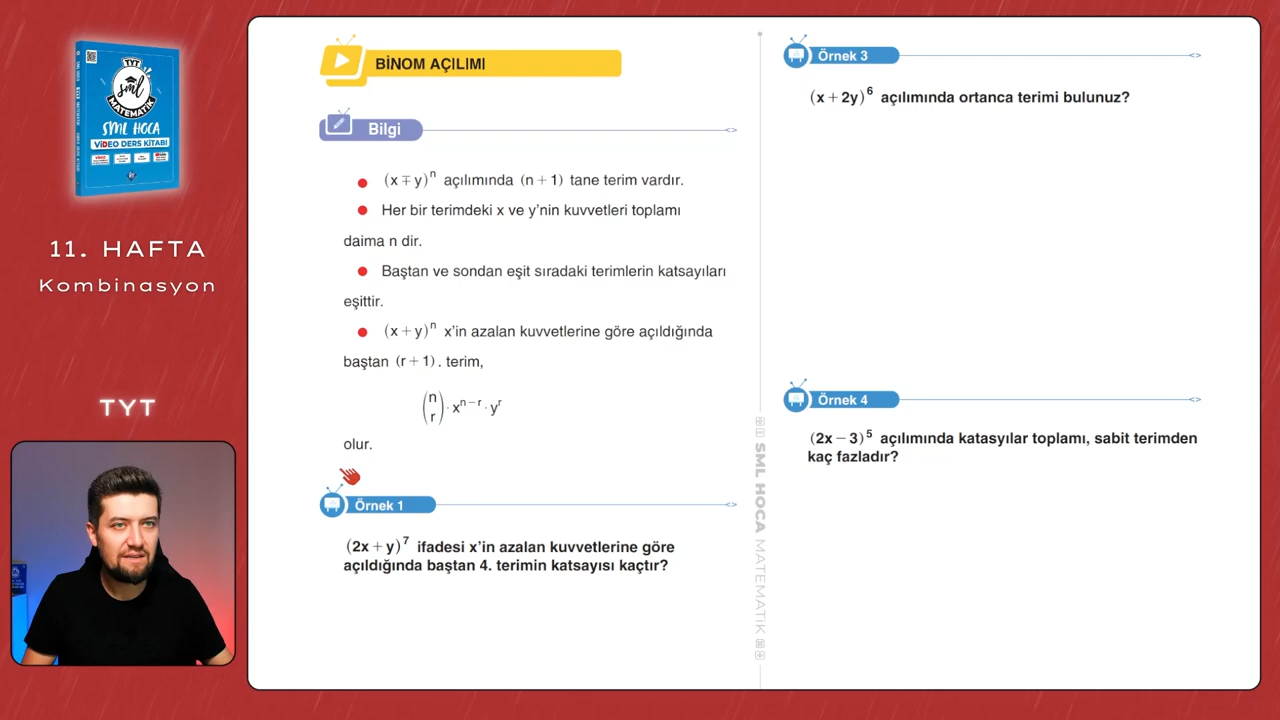 TYT
sml
MATEMATİK
SML HOCA
VİDEO DERS KİTABI
11. HAFTA
Kombinasyon
TYT
BİNOM AÇILIMI
Bilgi
(x ∓ y)^n açılımında (n + 1) tane terim vardır.
Her bir terimdeki x ve y'nin kuvvetleri toplamı
daima n dir.
Baştan ve sondan eşit sıradaki terimlerin katsayıları
eşittir.
(x + y)^n x'in azalan kuvvetlerine göre açıldığında
baştan (r + 1). terim,
(n r) · x^(n−r) · y^r
olur.
Örnek 1
(2x + y)^7 ifadesi x'in azalan kuvvetlerine göre
açıldığında baştan 4. terimin katsayısı kaçtır?
SML HOCA MATEMATİK
Örnek 3
(x + 2y)^6 açılımında ortanca terimi bulunuz?
Örnek 4
(2x − 3)^5 açılımında katasyılar toplamı, sabit terimden
kaç fazladır?